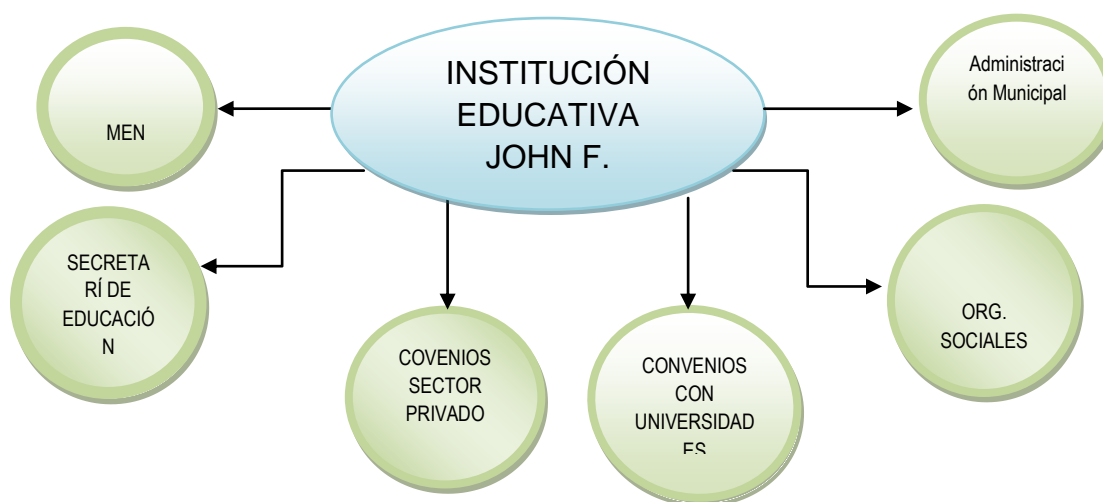 INSTITUCIÓN
EDUCATIVA
JOHN F.
MEN
Administraci
ón Municipal
SECRETA
RÍ DE
EDUCACIÓ
N
COVENIOS
SECTOR
PRIVADO
CONVENIOS
CON
UNIVERSIDAD
ES
ORG.
SOCIALES